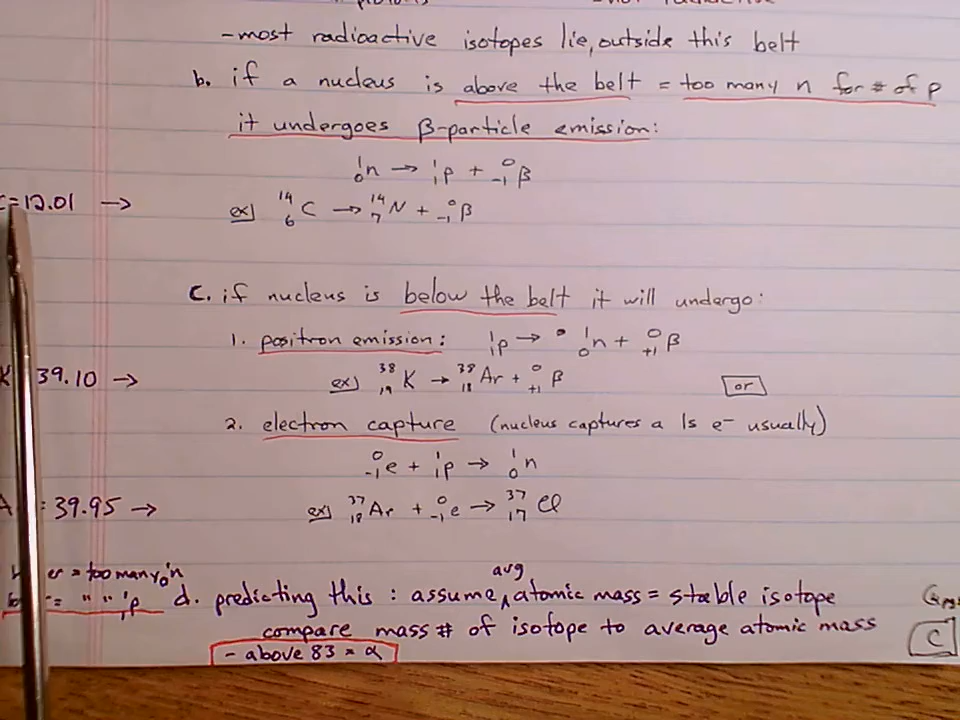 -most radioactive isotopes lie, outside this belt
b. if a nucleus is above the belt = too many n for # of p
it undergoes β-particle emission:
¹₀n → ¹₁p + ⁰₋₁β
=12.01 →
ex] ¹⁴₆C → ¹⁴₇N + ⁰₋₁β
c. if nucleus is below the belt it will undergo:
1. positron emission: ¹₁p → ¹₀n + ⁰₊₁β
39.10 →
ex] ³⁸₁₉K → ³⁸₁₈Ar + ⁰₊₁β or
2. electron capture (nucleus captures a 1s e⁻ usually)
⁰₋₁e + ¹₁p → ¹₀n
=39.95 →
ex] ³⁷₁₈Ar + ⁰₋₁e → ³⁷₁₇Cl
= too many ¹₀n
= " " ¹₁p
d. predicting this : assume avg atomic mass = stable isotope
compare mass # of isotope to average atomic mass
C
- above 83 = α